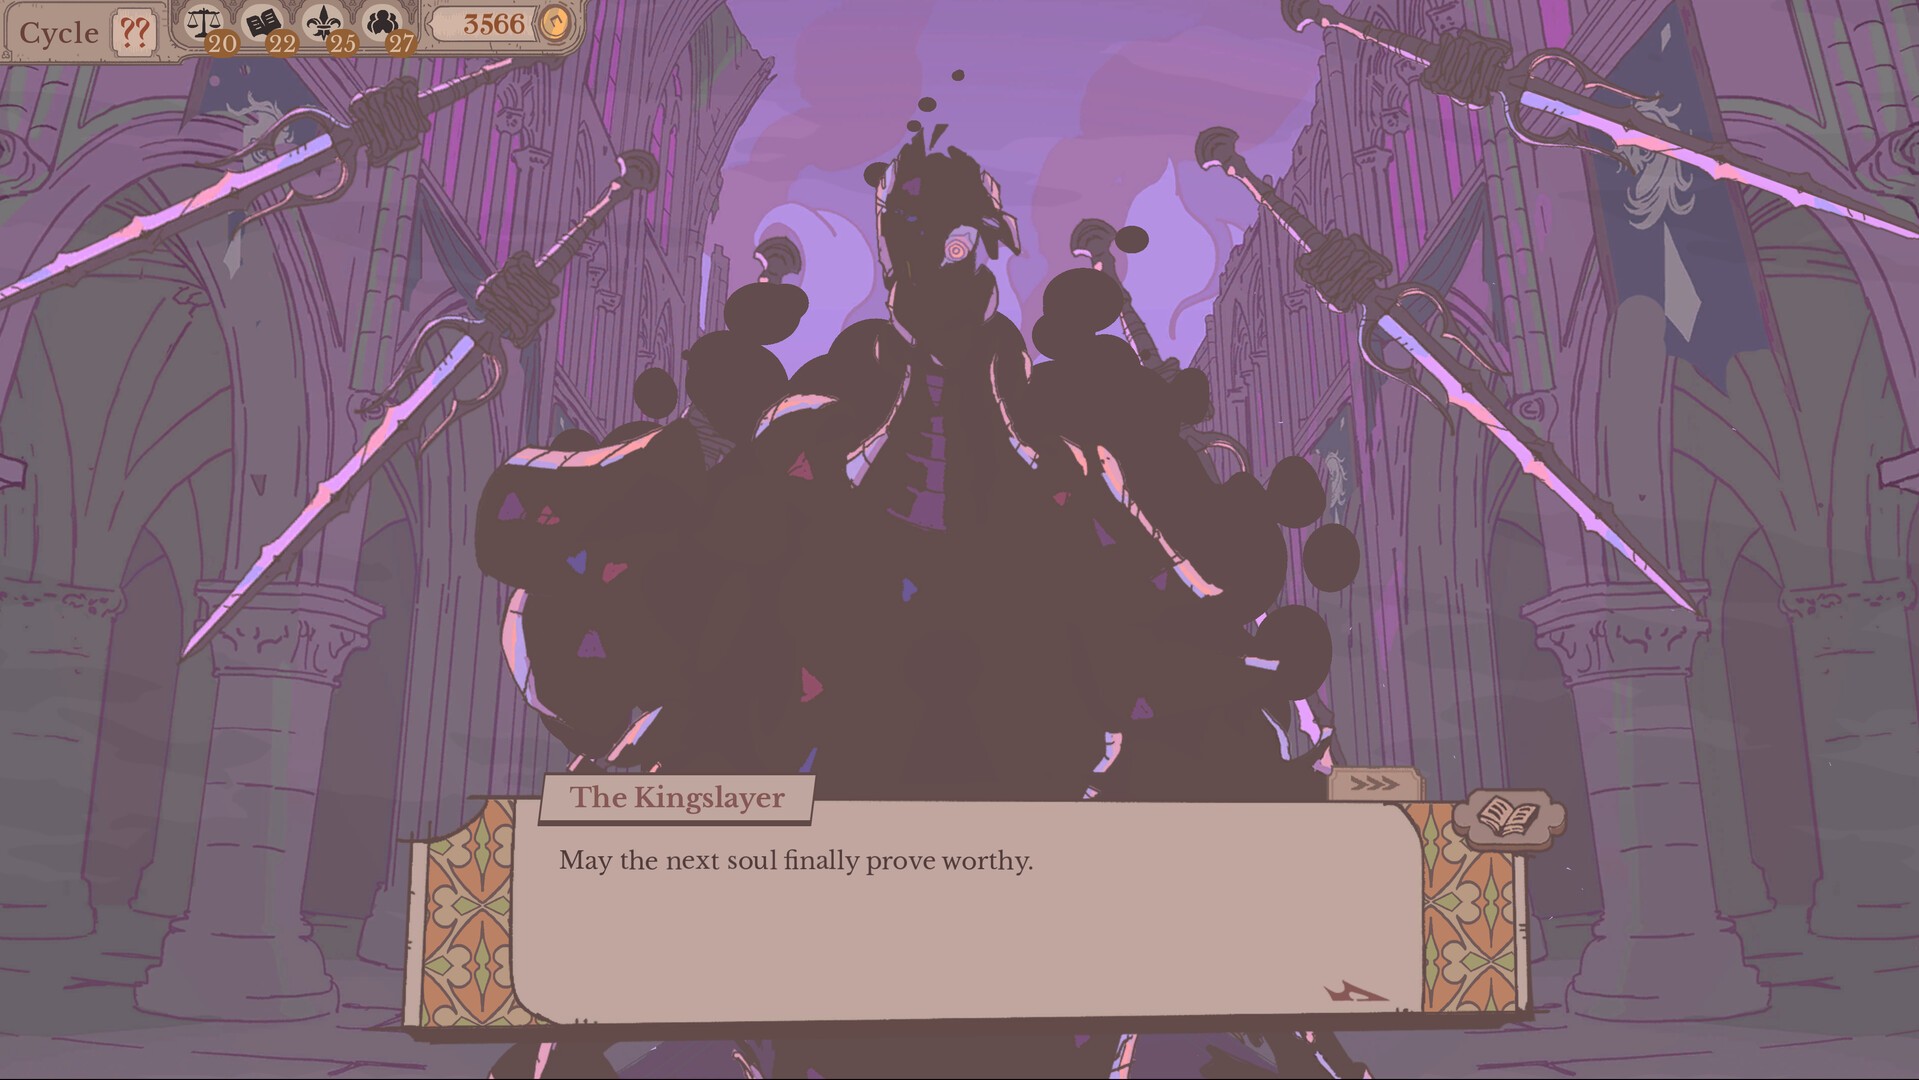 Cycle ??
20 22 25 27
3566
The Kingslayer
May the next soul finally prove worthy.